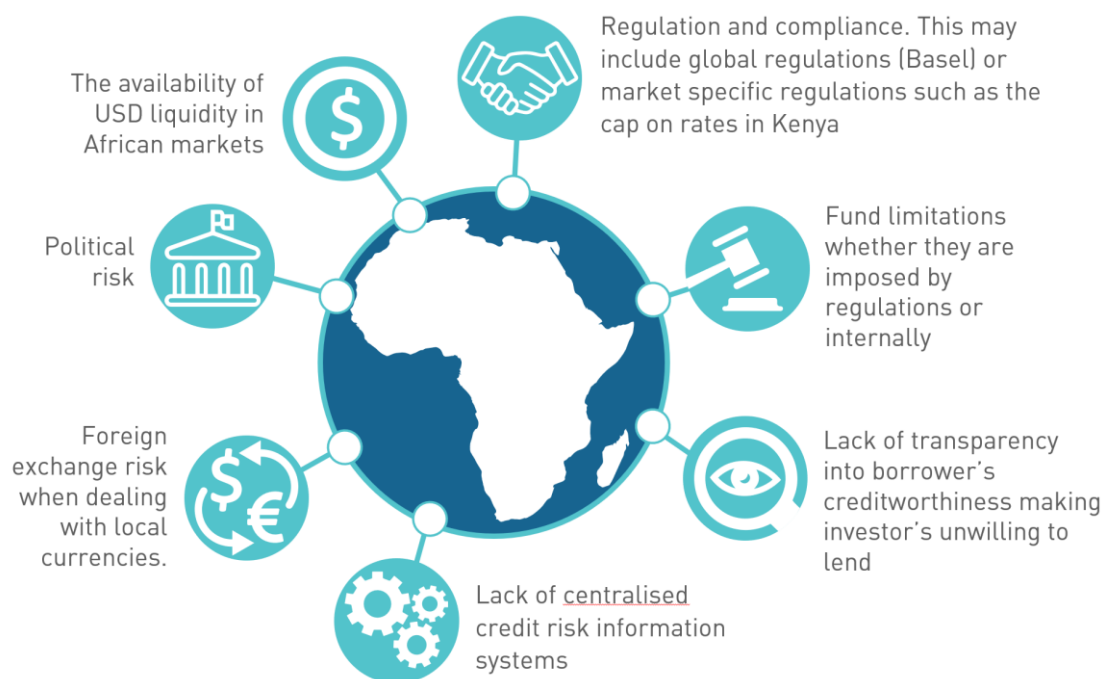 Regulation and compliance. This may
include global regulations (Basel) or
market specific regulations such as the
cap on rates in Kenya
The availability of
USD liquidity in
African markets
Fund limitations
whether they are
imposed by
regulations or
internally
Political
risk
Foreign
exchange risk
when dealing
with local
currencies.
Lack of transparency
into borrower’s
creditworthiness making
investor’s unwilling to
lend
Lack of centralised
credit risk information
systems
$
$
€